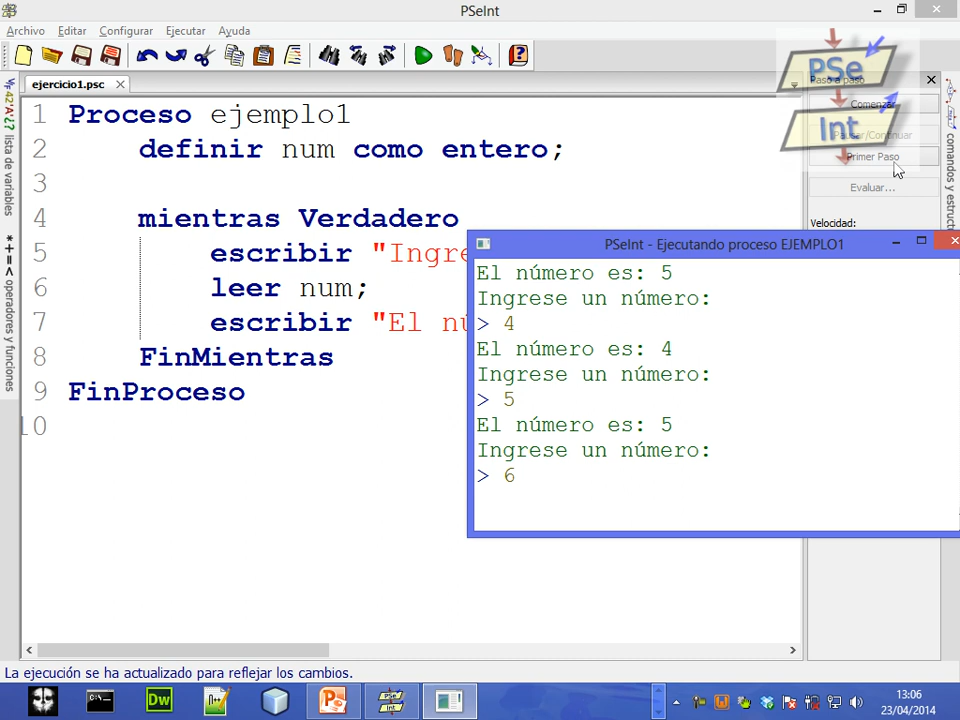 PSeInt
Archivo Editar Configurar Ejecutar Ayuda
ejercicio1.psc
PSe
Int
Paso a paso
Comenzar
Pausar/Continuar
Primer Paso
Evaluar...
Velocidad:
lista de variables
operadores y funciones
comandos y estructu
1 Proceso ejemplo1
2 definir num como entero;
3
4 mientras Verdadero
5 escribir "Ingre
6 leer num;
7 escribir "El nú
8 FinMientras
9 FinProceso
10
PSeInt - Ejecutando proceso EJEMPLO1
El número es: 5
Ingrese un número:
> 4
El número es: 4
Ingrese un número:
> 5
El número es: 5
Ingrese un número:
> 6
La ejecución se ha actualizado para reflejar los cambios.
Dw
13:06
23/04/2014